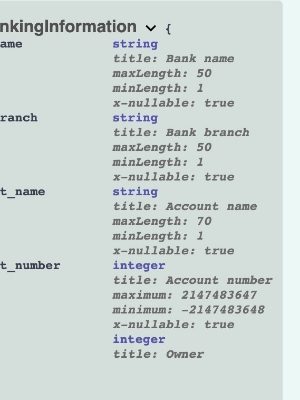 nkingInformation {
ame string
title: Bank name
maxLength: 50
minLength: 1
x-nullable: true
ranch string
title: Bank branch
maxLength: 50
minLength: 1
x-nullable: true
t_name string
title: Account name
maxLength: 70
minLength: 1
x-nullable: true
t_number integer
title: Account number
maximum: 2147483647
minimum: -2147483648
x-nullable: true
integer
title: Owner